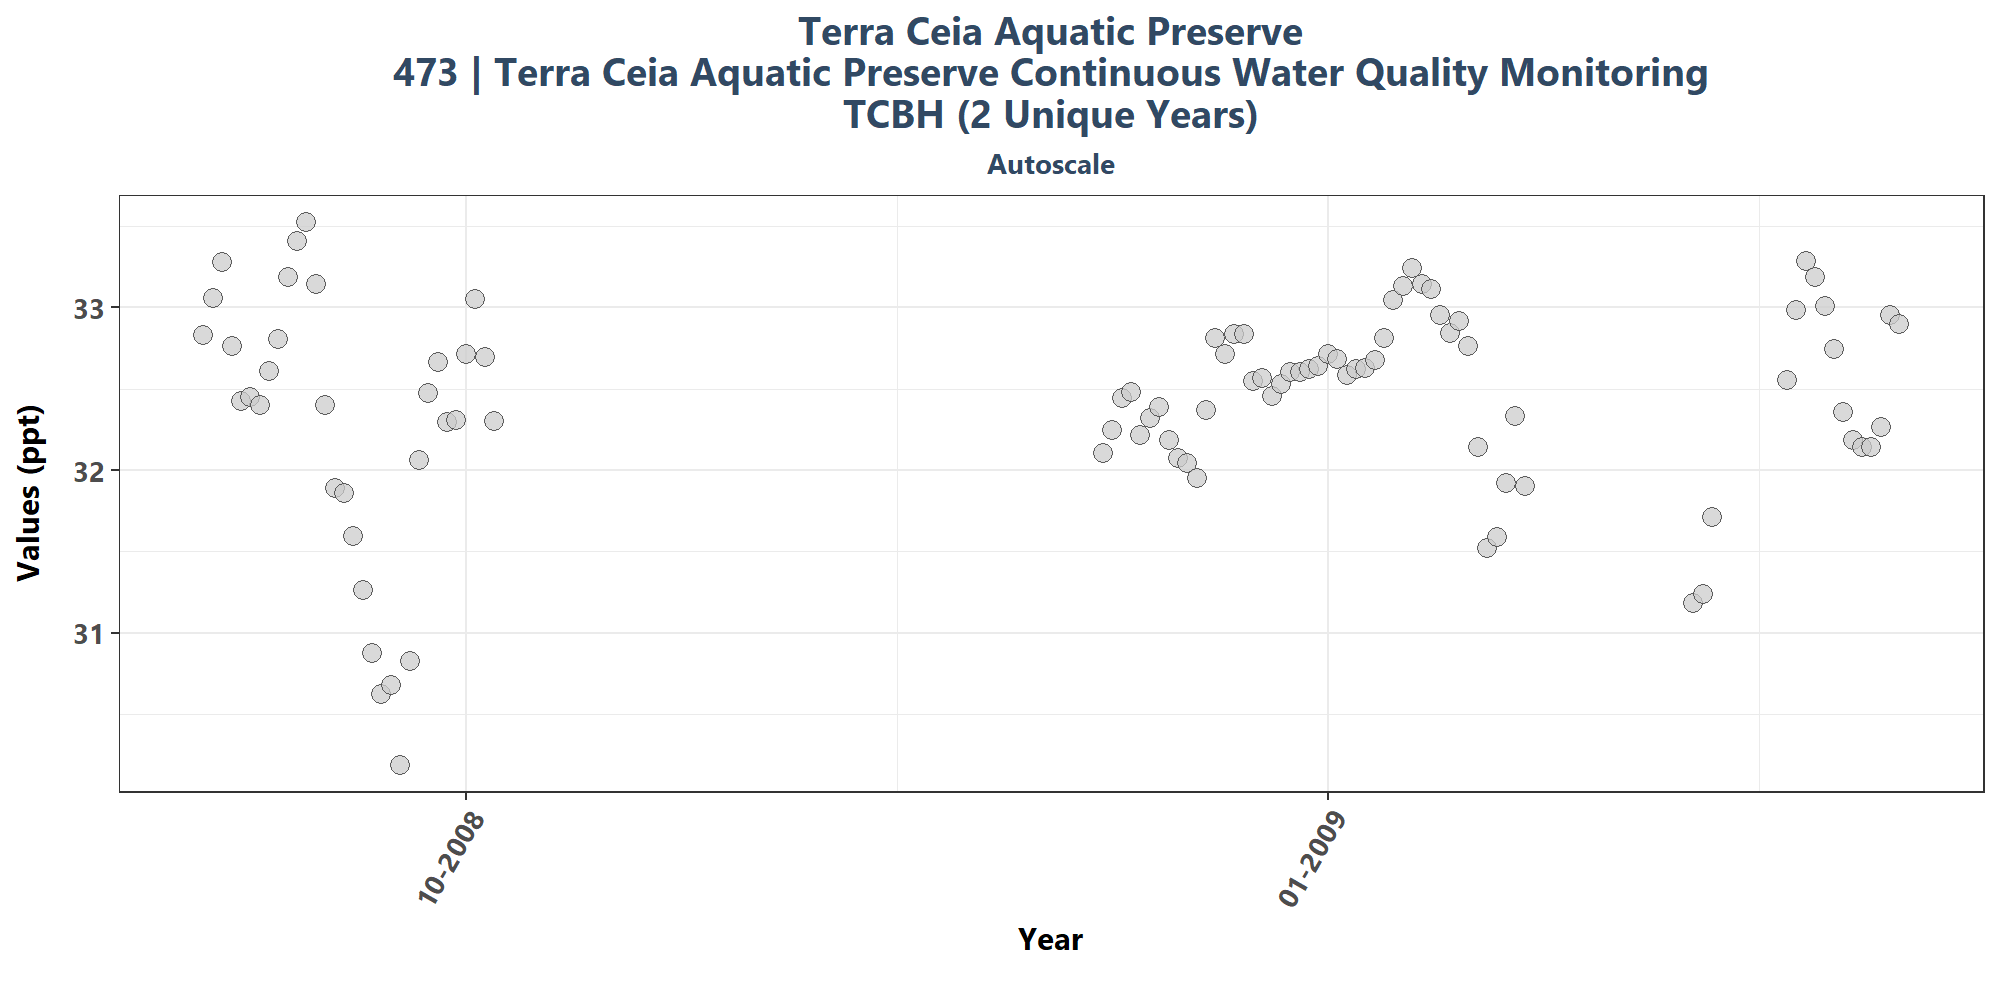 Terra Ceia Aquatic Preserve
473 | Terra Ceia Aquatic Preserve Continuous Water Quality Monitoring
TCBH (2 Unique Years)
Autoscale
33
32
31
Values (ppt)
10-2008
01-2009
Year